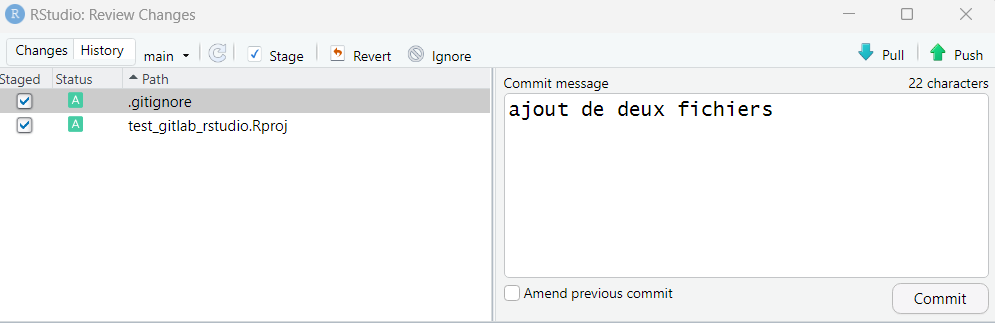 R RStudio: Review Changes
Changes History main Stage Revert Ignore Pull Push
Staged Status Path
A .gitignore
A test_gitlab_rstudio.Rproj
Commit message 22 characters
ajout de deux fichiers
Amend previous commit Commit